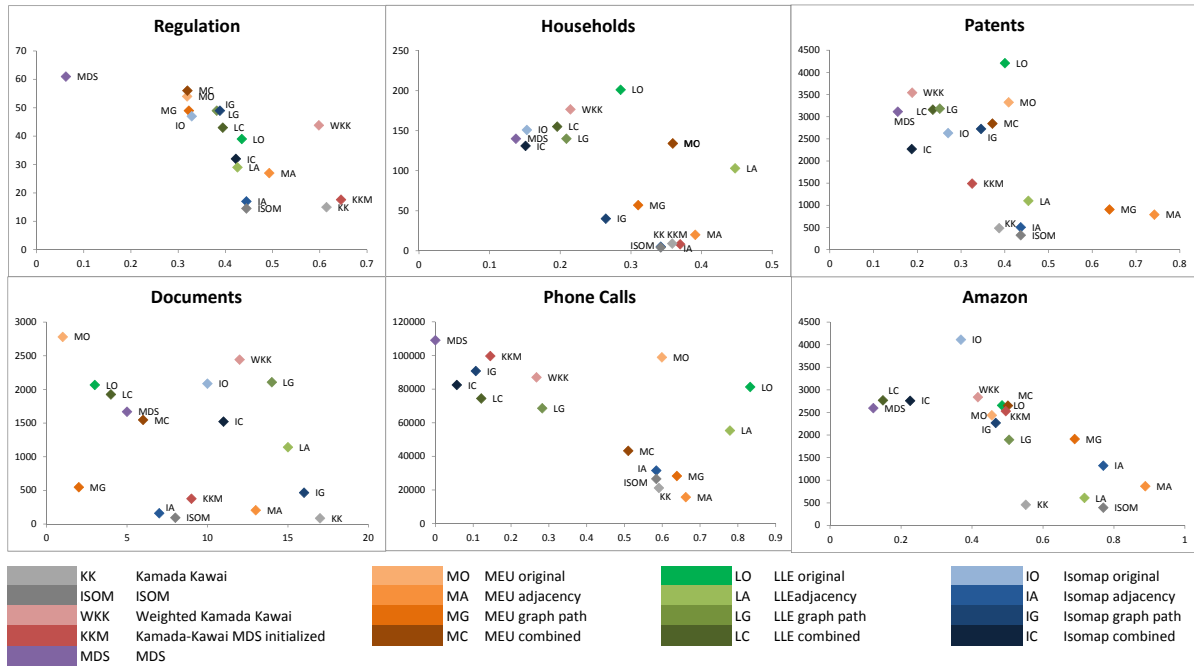 Regulation
70
60
50
40
30
20
10
0
0 0.1 0.2 0.3 0.4 0.5 0.6 0.7
MDS
MC
MO
MG
IG
IO
LG
LC
WKK
LO
IC
LA
MA
IA
ISOM
KKM
KK
Households
250
200
150
100
50
0
0 0.1 0.2 0.3 0.4 0.5
LO
WKK
IO
LC
MDS
LG
IC
MO
LA
MG
IG
MA
KK KKM
ISOM
IA
Patents
4500
4000
3500
3000
2500
2000
1500
1000
500
0
0 0.1 0.2 0.3 0.4 0.5 0.6 0.7 0.8
LO
WKK
MO
LC
LG
MDS
MC
IO
IG
IC
KKM
LA
MG
MA
KK
IA
ISOM
Documents
3000
2500
2000
1500
1000
500
0
0 5 10 15 20
MO
WKK
LO
IO
LG
LC
MDS
MC
IC
LA
MG
IG
KKM
IA
ISOM
MA
KK
Phone Calls
120000
100000
80000
60000
40000
20000
0
0 0.1 0.2 0.3 0.4 0.5 0.6 0.7 0.8 0.9
MDS
KKM
MO
IG
WKK
IC
LO
LC
LG
LA
MC
IA
MG
ISOM
KK
MA
Amazon
4500
4000
3500
3000
2500
2000
1500
1000
500
0
0 0.2 0.4 0.6 0.8 1
IO
LC
WKK
MC
IC
MDS
LO
MO
KKM
IG
LG
MG
IA
MA
LA
KK
ISOM
KK Kamada Kawai
ISOM ISOM
WKK Weighted Kamada Kawai
KKM Kamada-Kawai MDS initialized
MDS MDS
MO MEU original
MA MEU adjacency
MG MEU graph path
MC MEU combined
LO LLE original
LA LLEadjacency
LG LLE graph path
LC LLE combined
IO Isomap original
IA Isomap adjacency
IG Isomap graph path
IC Isomap combined